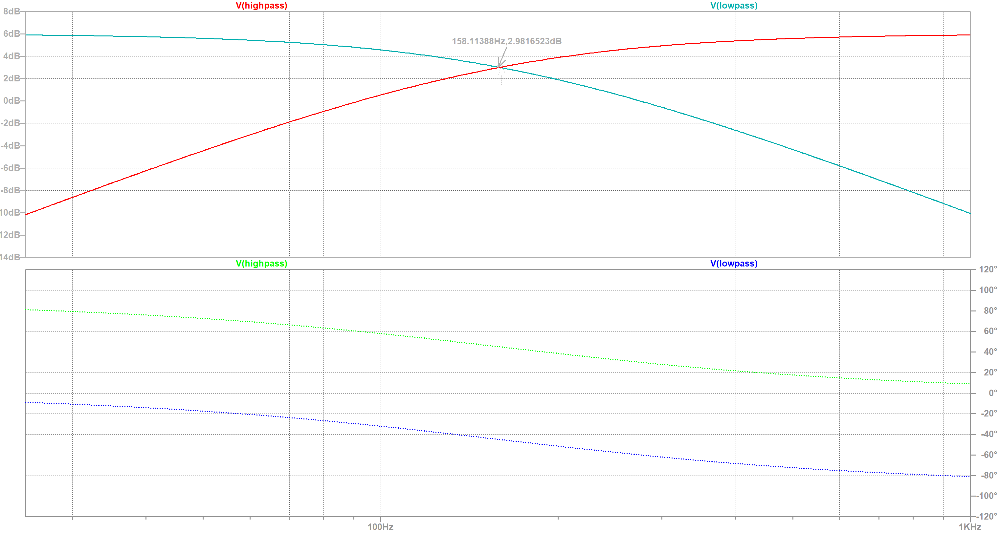 V(highpass) V(lowpass)
8dB
6dB
158.11388Hz,2.9816523dB
4dB
2dB
0dB
-2dB
-4dB
-6dB
-8dB
10dB
12dB
14dB
V(highpass) V(lowpass)
120°
100°
80°
60°
40°
20°
0°
-20°
-40°
-60°
-80°
-100°
-120°
100Hz 1KHz